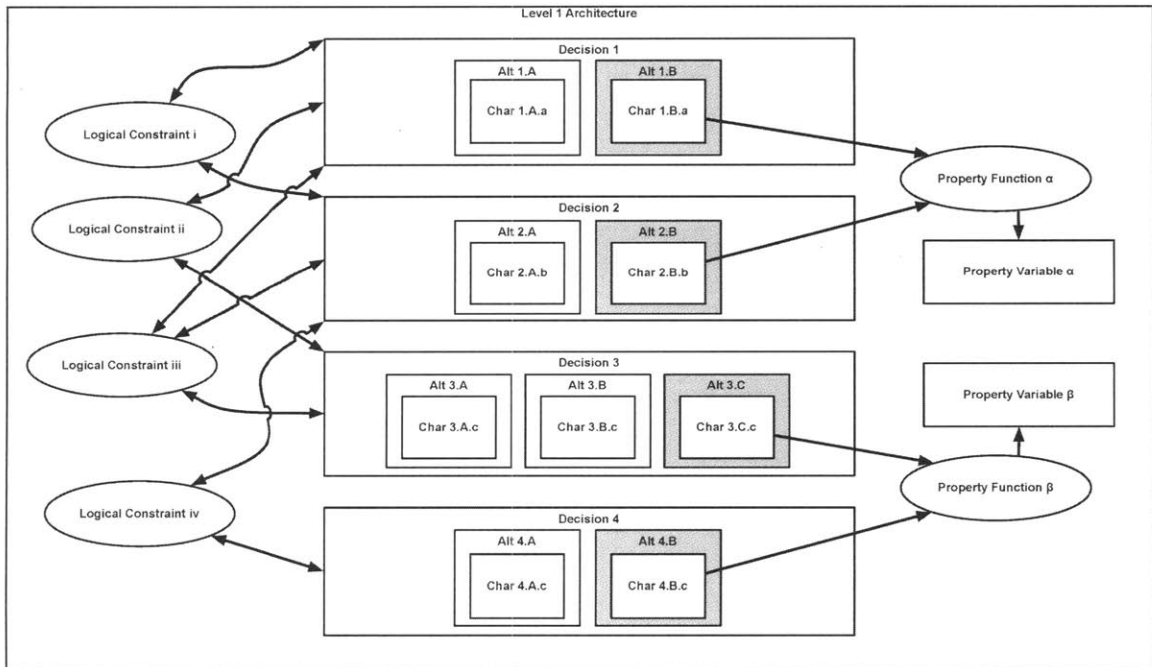 Level 1 Architecture
Decision 1
Alt 1.A
Alt 1.B
Char 1.A.a
Char 1.B.a
Logical Constraint i
Property Function α
Logical Constraint ii
Decision 2
Alt 2.A
Alt 2.B
Char 2.A.b
Char 2.B.b
Property Variable α
Logical Constraint iii
Decision 3
Alt 3.A
Alt 3.B
Alt 3.C
Char 3.A.c
Char 3.B.c
Char 3.C.c
Property Variable β
Property Function β
Logical Constraint iv
Decision 4
Alt 4.A
Alt 4.B
Char 4.A.c
Char 4.B.c